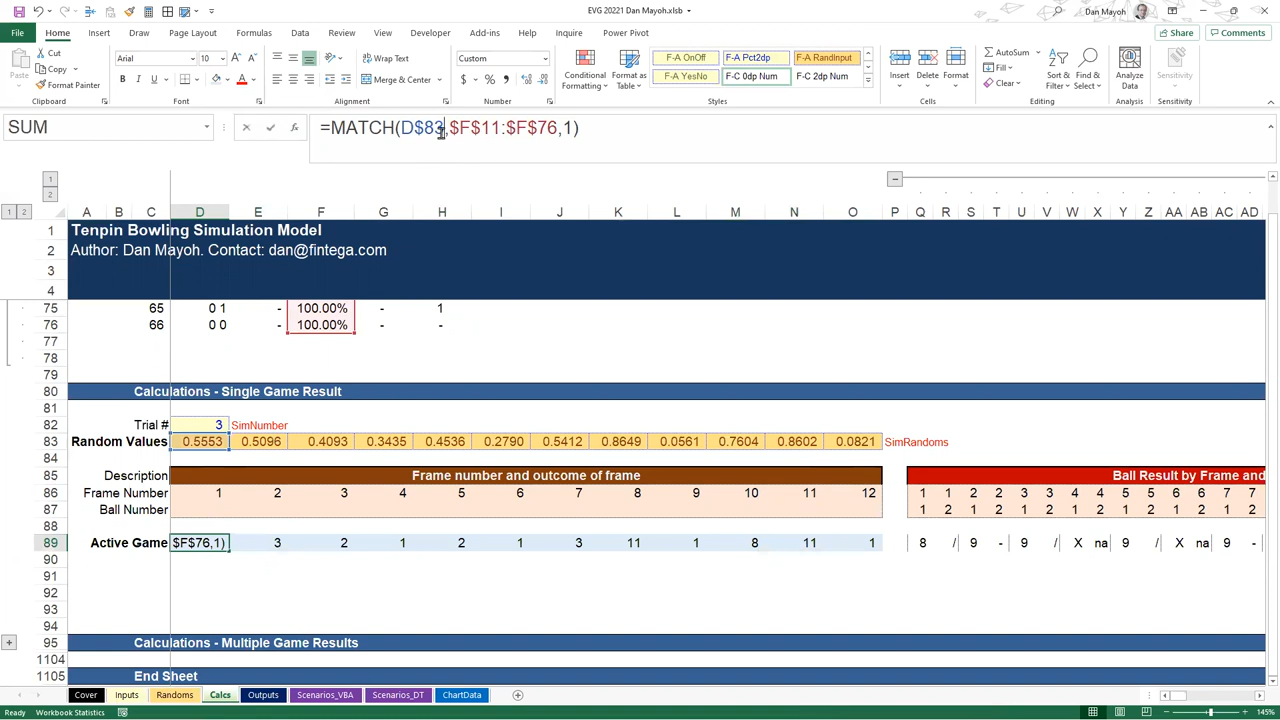 EVG 20221 Dan Mayoh.xlsb
Dan Mayoh
File Home Insert Draw Page Layout Formulas Data Review View Developer Add-ins Help Inquire Power Pivot Share Comments
Paste Cut Copy Format Painter
Clipboard
Arial 10
B I U
Font
Wrap Text
Merge & Center
Alignment
Custom
$ %
Number
Conditional Formatting
Format as Table
F-A OnOff F-A Pct2dp F-A RandInput
F-A YesNo F-C 0dp Num F-C 2dp Num
Styles
Insert Delete Format
Cells
AutoSum
Fill
Clear
Sort & Filter
Find & Select
Editing
Analyze Data
Analysis
Sensitivity
Sensitivity
SUM fx =MATCH(D$83,$F$11:$F$76,1)
1
2
1 2 A B C D E F G H I J K L M N O P Q R S T U V W X Y Z AA AB AC AD
1 Tenpin Bowling Simulation Model
2 Author: Dan Mayoh. Contact: dan@fintega.com
3
4
75 65 0 1 - 100.00% - 1
76 66 0 0 - 100.00% - -
77
78
79
80 Calculations - Single Game Result
81
82 Trial # 3 SimNumber
83 Random Values 0.5553 0.5096 0.4093 0.3435 0.4536 0.2790 0.5412 0.8649 0.0561 0.7604 0.8602 0.0821 SimRandoms
84
85 Description Frame number and outcome of frame Ball Result by Frame and
86 Frame Number 1 2 3 4 5 6 7 8 9 10 11 12 1 1 2 2 3 3 4 4 5 5 6 6 7 7
87 Ball Number 1 2 1 2 1 2 1 2 1 2 1 2 1 2
88
89 Active Game $F$76,1) 3 2 1 2 1 3 11 1 8 11 1 8 / 9 - 9 / X na 9 / X na 9 -
90
91
92
93
94
95 Calculations - Multiple Game Results
1104
1105 End Sheet
Cover Inputs Randoms Calcs Outputs Scenarios_VBA Scenarios_DT ChartData
Ready Workbook Statistics 145%